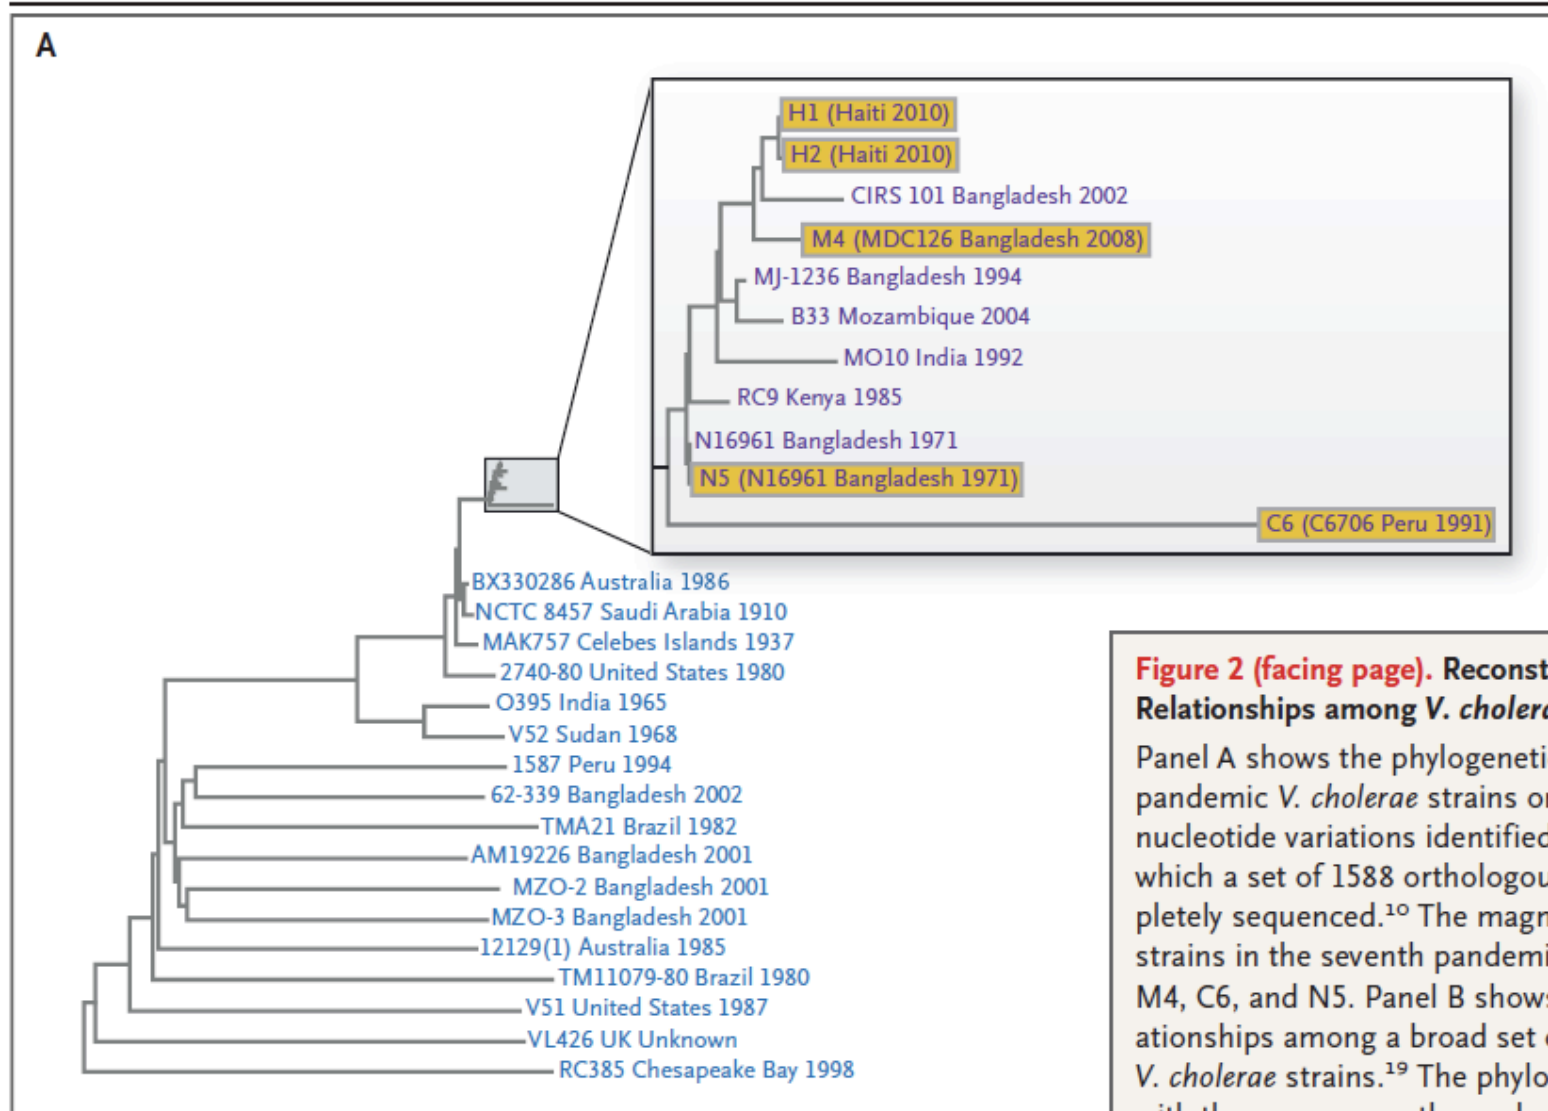 A
H1 (Haiti 2010)
H2 (Haiti 2010)
CIRS 101 Bangladesh 2002
M4 (MDC126 Bangladesh 2008)
MJ-1236 Bangladesh 1994
B33 Mozambique 2004
MO10 India 1992
RC9 Kenya 1985
N16961 Bangladesh 1971
N5 (N16961 Bangladesh 1971)
C6 (C6706 Peru 1991)
BX330286 Australia 1986
NCTC 8457 Saudi Arabia 1910
MAK757 Celebes Islands 1937
2740-80 United States 1980
O395 India 1965
V52 Sudan 1968
1587 Peru 1994
62-339 Bangladesh 2002
TMA21 Brazil 1982
AM19226 Bangladesh 2001
MZO-2 Bangladesh 2001
MZO-3 Bangladesh 2001
12129(1) Australia 1985
TM11079-80 Brazil 1980
V51 United States 1987
VL426 UK Unknown
RC385 Chesapeake Bay 1998
Figure 2 (facing page). Reconst
Relationships among V. cholera
Panel A shows the phylogeneti
pandemic V. cholerae strains o
nucleotide variations identified
which a set of 1588 orthologou
pletely sequenced.¹⁰ The magn
strains in the seventh pandemi
M4, C6, and N5. Panel B shows
ationships among a broad set
V. cholerae strains.¹⁹ The phylo